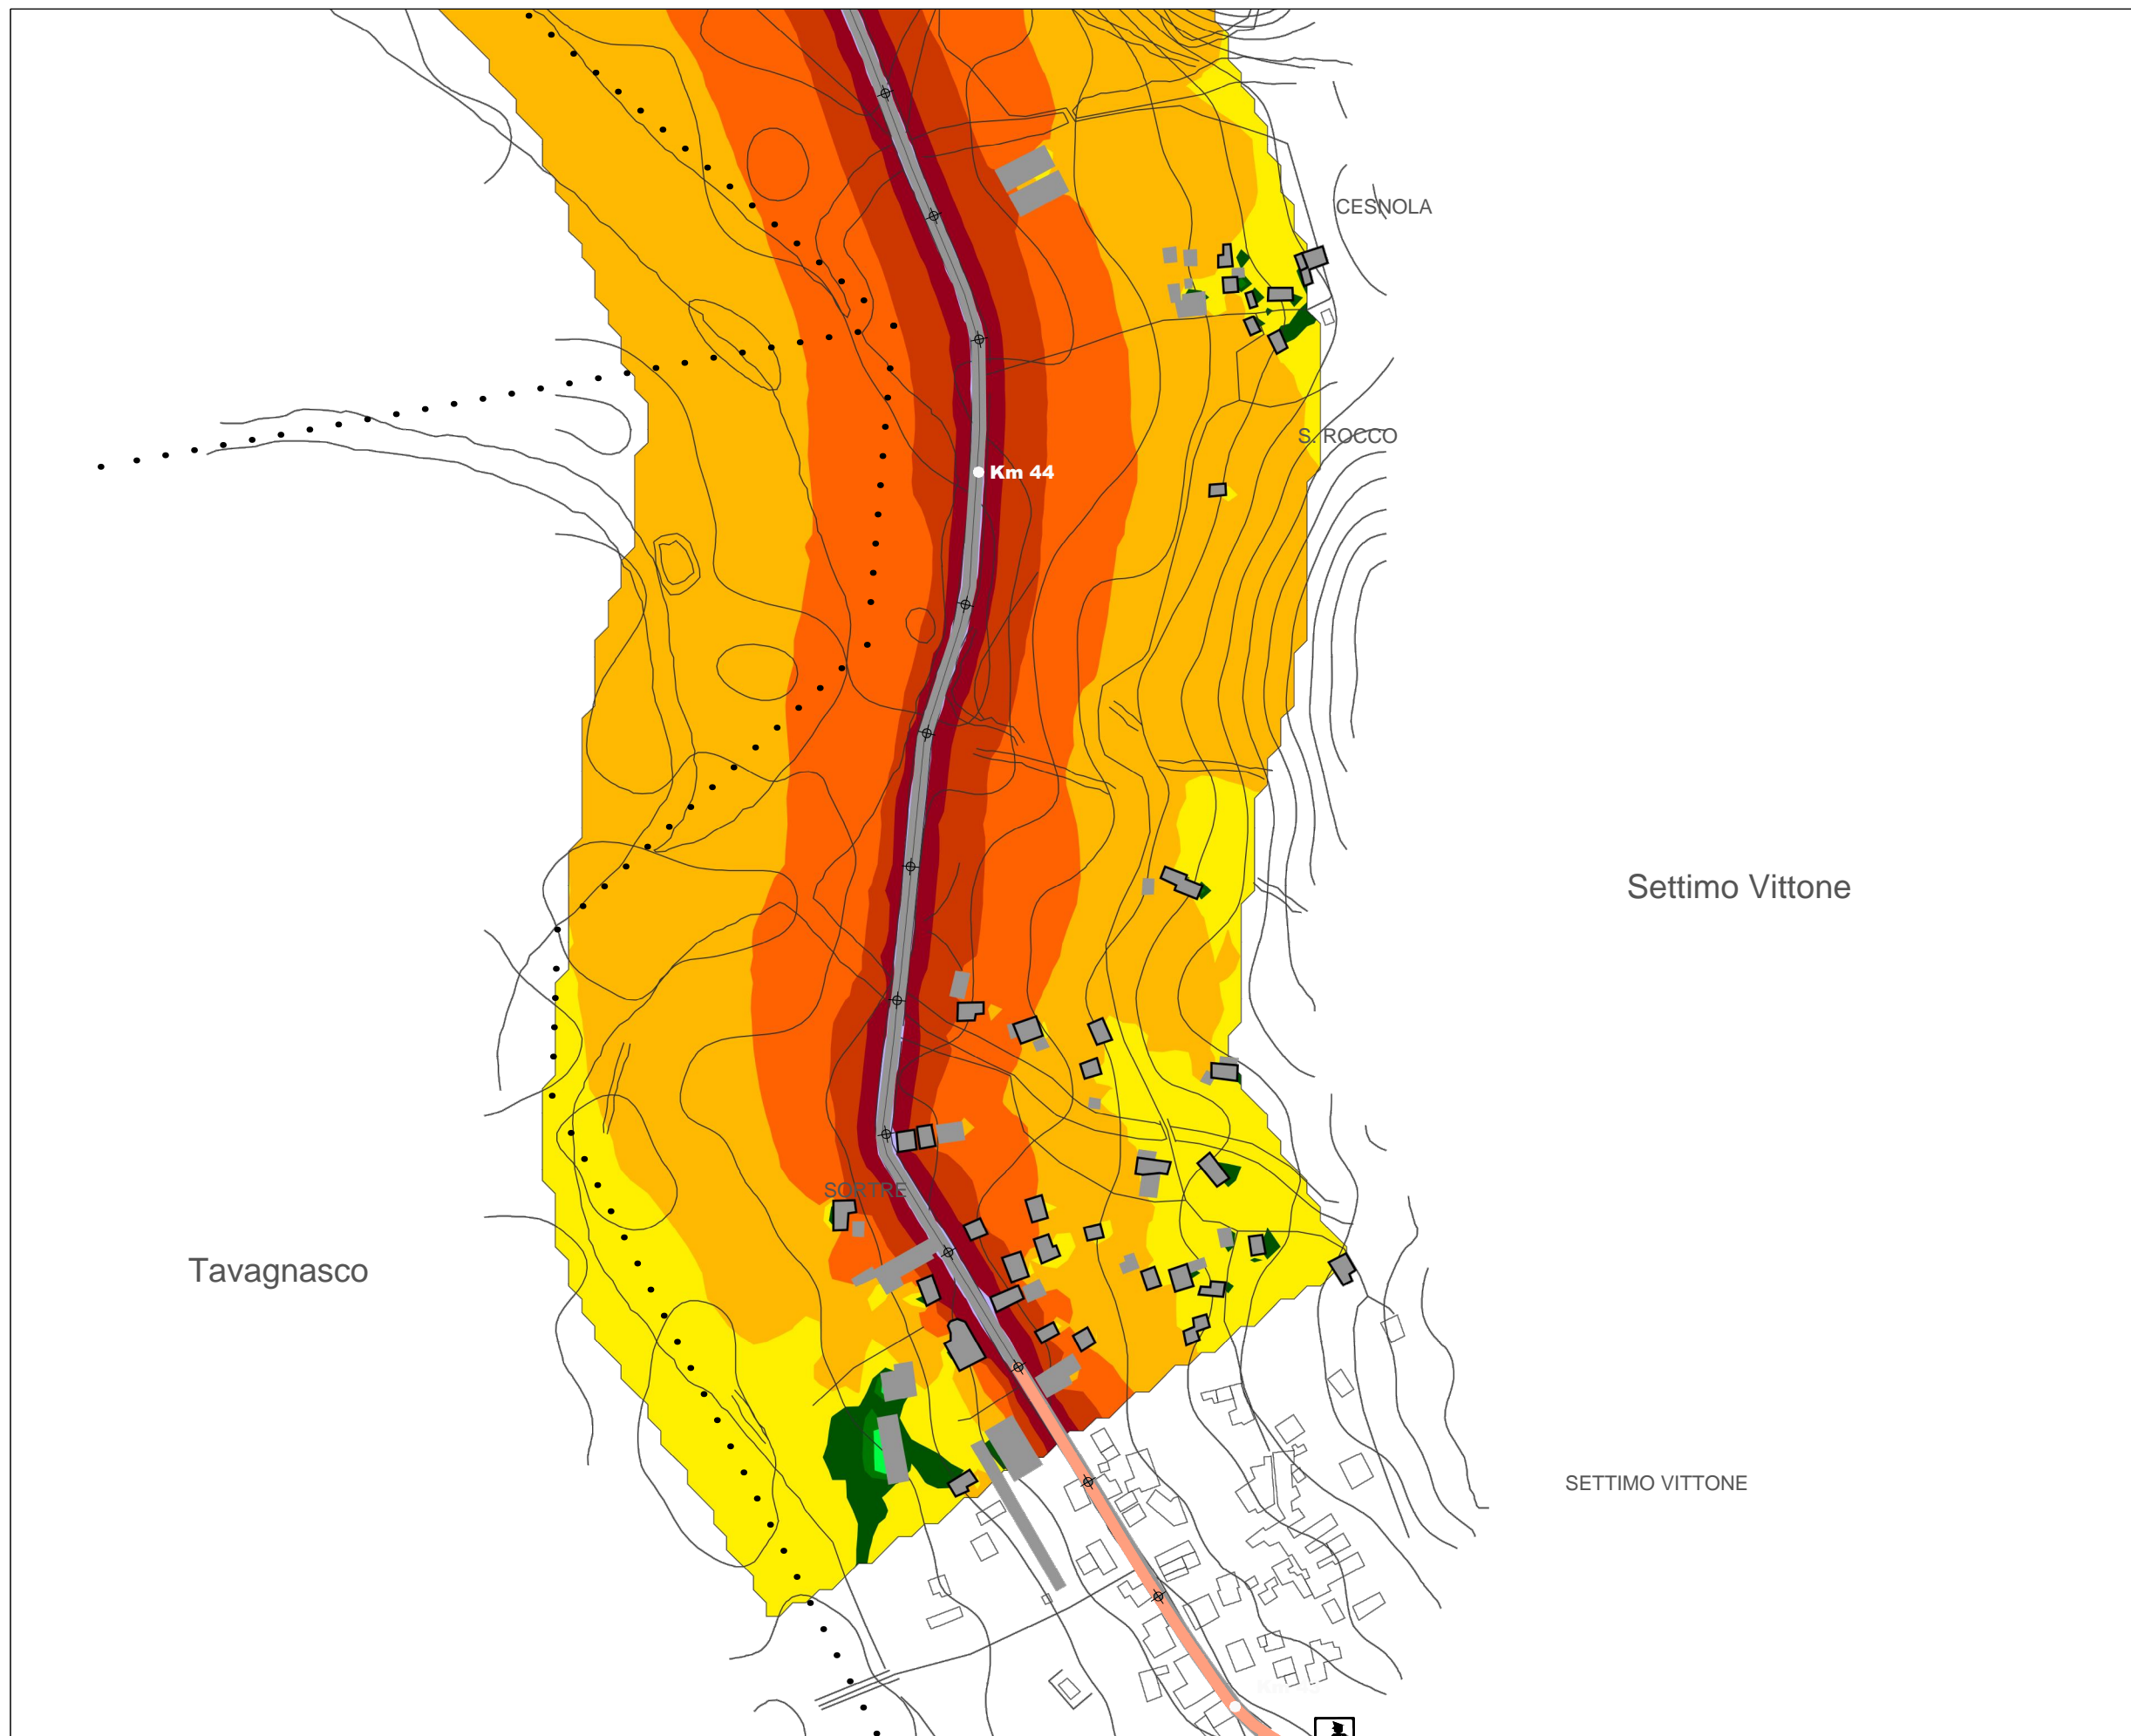 CESNOLA
S. ROCCO
Km 44
Settimo Vittone
SORTRE
Tavagnasco
SETTIMO VITTONE